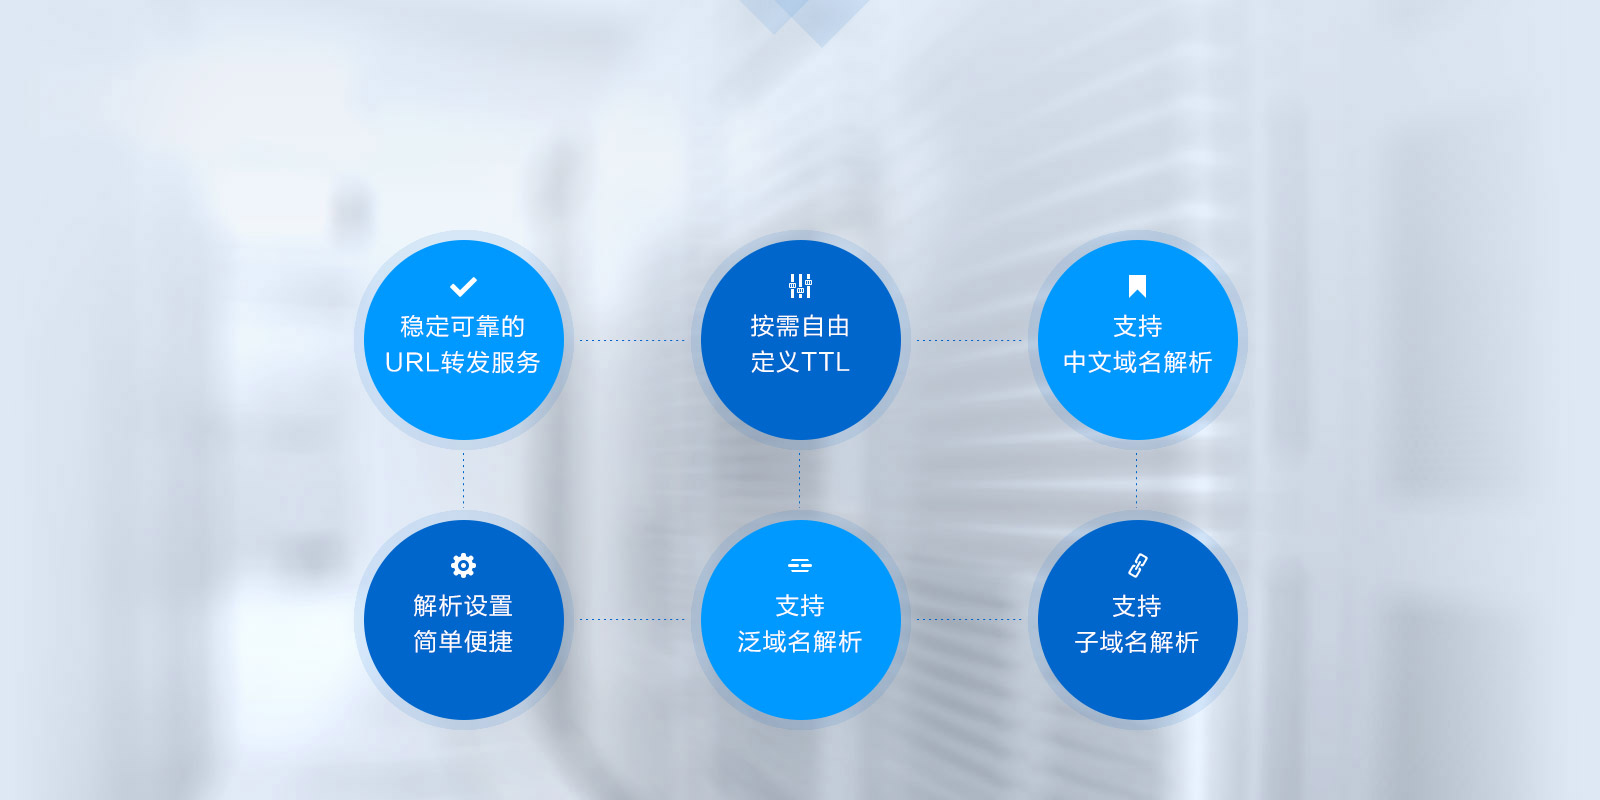 稳定可靠的
URL转发服务
按需自由
定义TTL
支持
中文域名解析
解析设置
简单便捷
支持
泛域名解析
支持
子域名解析